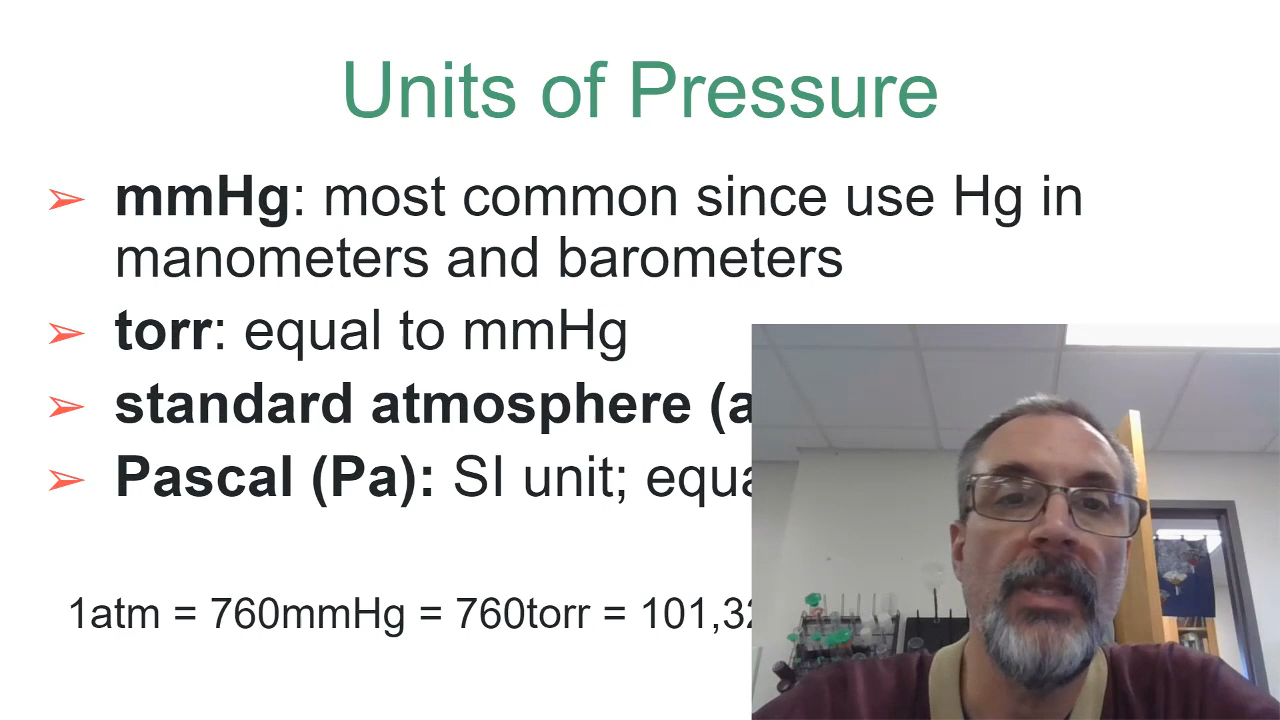 Units of Pressure
➢ mmHg: most common since use Hg in
manometers and barometers
➢ torr: equal to mmHg
➢ standard atmosphere (a
➢ Pascal (Pa): SI unit; equa
1atm = 760mmHg = 760torr = 101,32